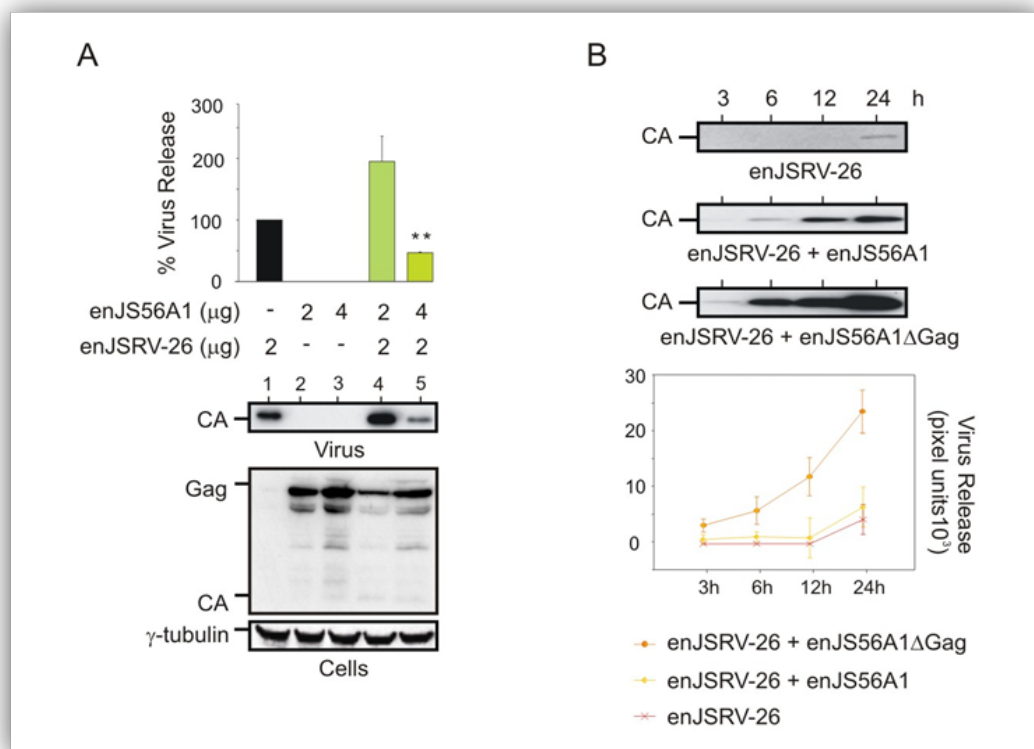 A
300
200
100
0
% Virus Release
**
enJS56A1 (μg) - 2 4 2 4
enJSRV-26 (μg) 2 - - 2 2
1 2 3 4 5
CA
Virus
Gag
CA
γ-tubulin
Cells
B
3 6 12 24 h
CA
enJSRV-26
CA
enJSRV-26 + enJS56A1
CA
enJSRV-26 + enJS56A1ΔGag
30
20
10
0
Virus Release
(pixel units10³)
3h 6h 12h 24h
enJSRV-26 + enJS56A1ΔGag
enJSRV-26 + enJS56A1
enJSRV-26